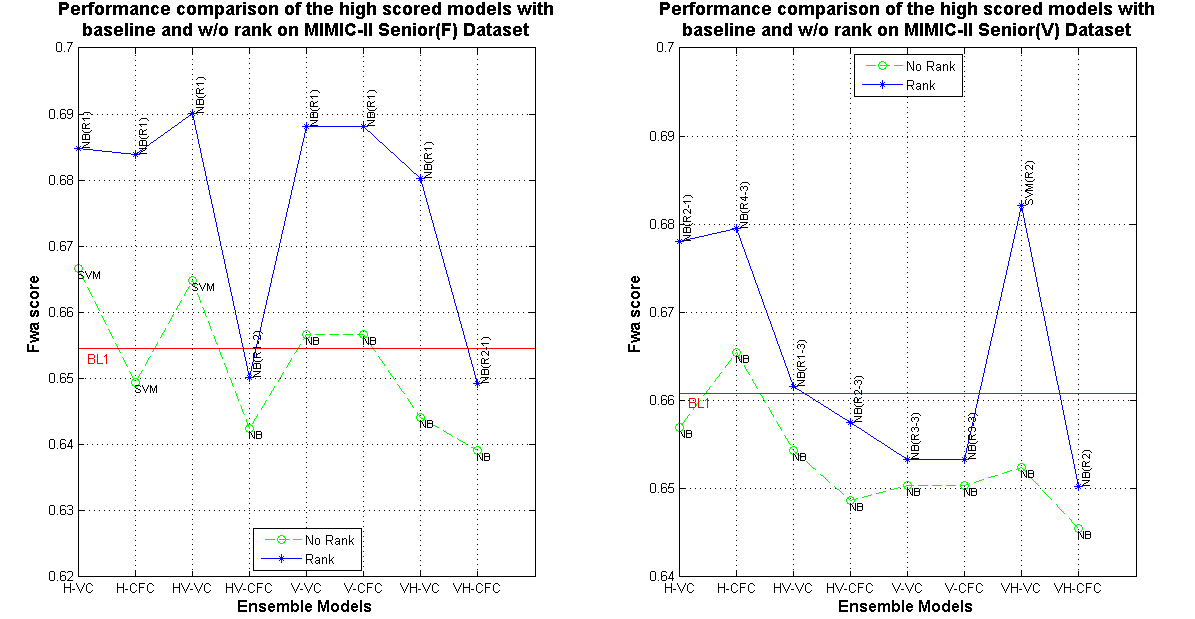 Performance comparison of the high scored models with
baseline and w/o rank on MIMIC-II Senior(F) Dataset
0.7
0.69
0.68
0.67
0.66
0.65
0.64
0.63
0.62
Fwa score
NB(R1)
NB(R1)
NB(R1)
NB(R1-2)
NB(R1)
NB(R1)
NB(R1)
NB(R2-1)
SVM
SVM
SVM
NB
NB
NB
NB
NB
BL1
No Rank
Rank
H-VC
H-CFC
HV-VC
HV-CFC
V-VC
V-CFC
VH-VC
VH-CFC
Ensemble Models
Performance comparison of the high scored models with
baseline and w/o rank on MIMIC-II Senior(V) Dataset
No Rank
Rank
0.7
0.69
0.68
0.67
0.66
0.65
0.64
Fwa score
NB(R2-1)
NB(R4-3)
NB(R1-3)
NB(R2-3)
NB(R3-3)
NB(R3-3)
SVM(R2)
NB(R2)
BL1
NB
NB
NB
NB
NB
NB
NB
NB
H-VC
H-CFC
HV-VC
HV-CFC
V-VC
V-CFC
VH-VC
VH-CFC
Ensemble Models